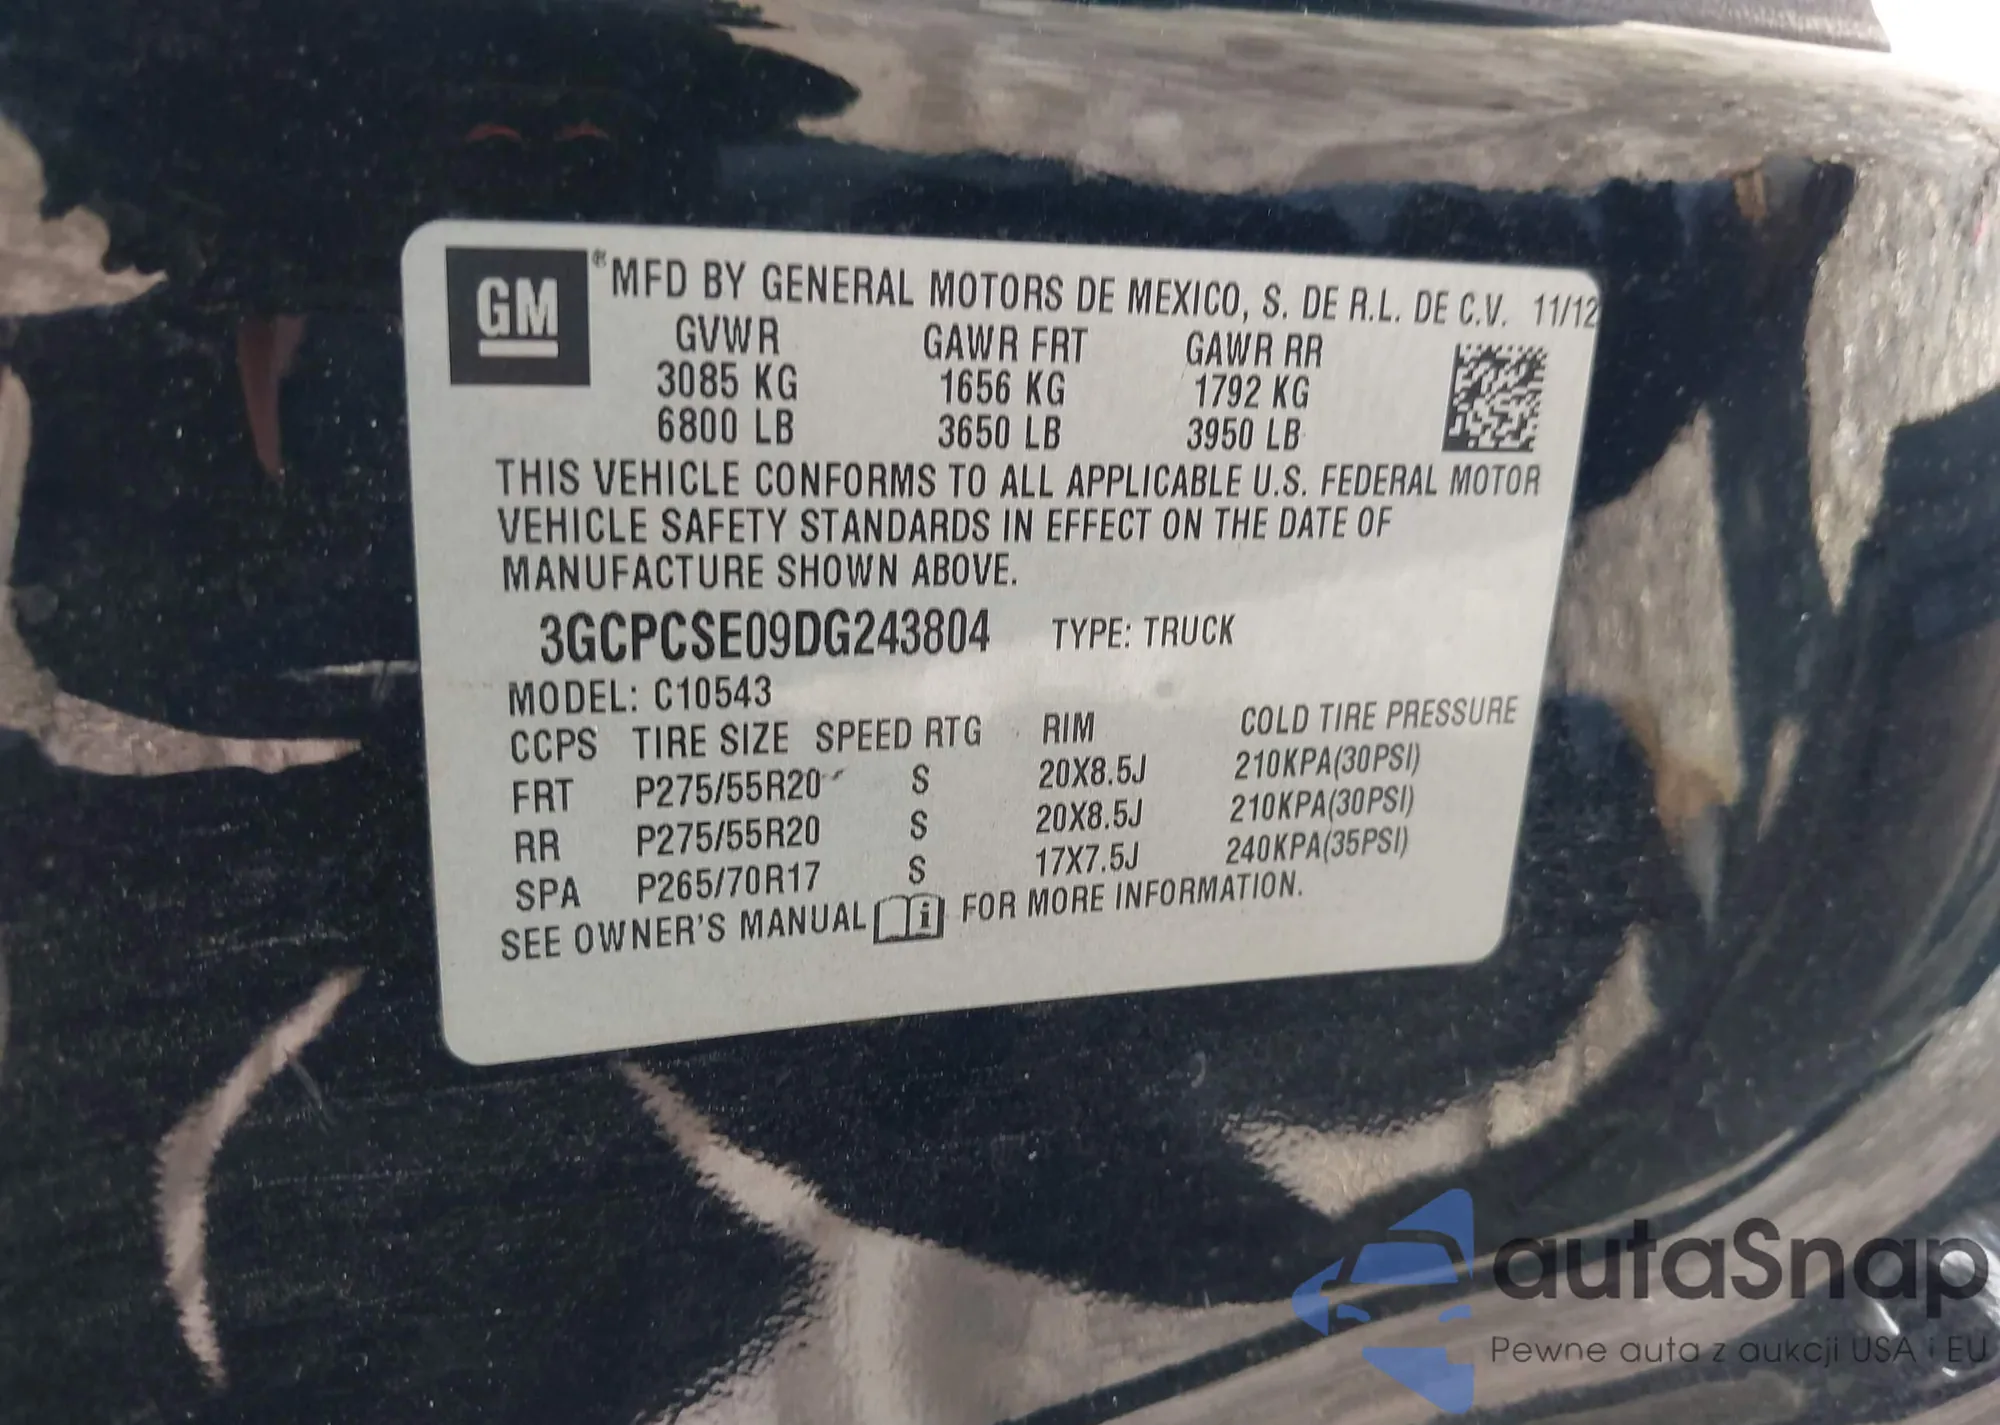 GM ® MFD BY GENERAL MOTORS DE MEXICO, S. DE R.L. DE C.V. 11/12
GVWR GAWR FRT GAWR RR
3085 KG 1656 KG 1792 KG
6800 LB 3650 LB 3950 LB
THIS VEHICLE CONFORMS TO ALL APPLICABLE U.S. FEDERAL MOTOR
VEHICLE SAFETY STANDARDS IN EFFECT ON THE DATE OF
MANUFACTURE SHOWN ABOVE.
3GCPCSE09DG243804 TYPE: TRUCK
MODEL: C10543
CCPS TIRE SIZE SPEED RTG RIM COLD TIRE PRESSURE
FRT P275/55R20 S 20X8.5J 210KPA(30PSI)
RR P275/55R20 S 20X8.5J 210KPA(30PSI)
SPA P265/70R17 S 17X7.5J 240KPA(35PSI)
SEE OWNER'S MANUAL i FOR MORE INFORMATION.
autaSnap
Pewne auta z aukcji USA i EU